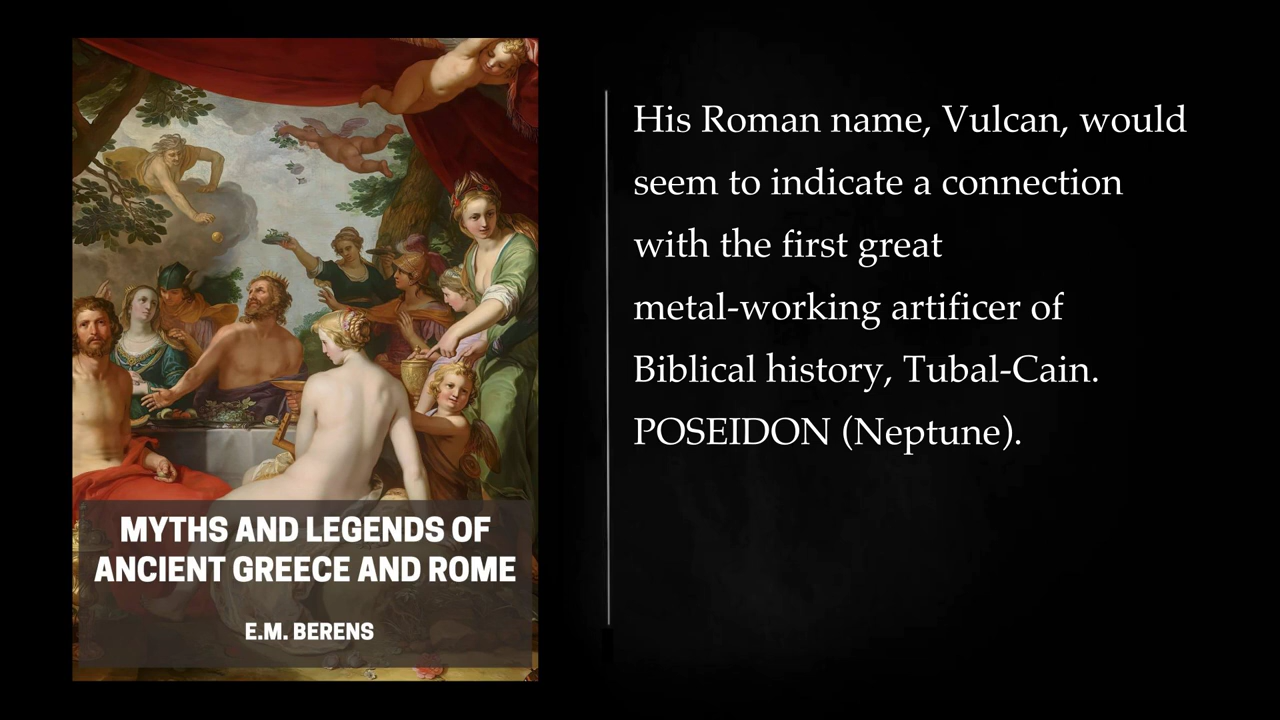 MYTHS AND LEGENDS OF
ANCIENT GREECE AND ROME
E.M. BERENS
His Roman name, Vulcan, would
seem to indicate a connection
with the first great
metal-working artificer of
Biblical history, Tubal-Cain.
POSEIDON (Neptune).